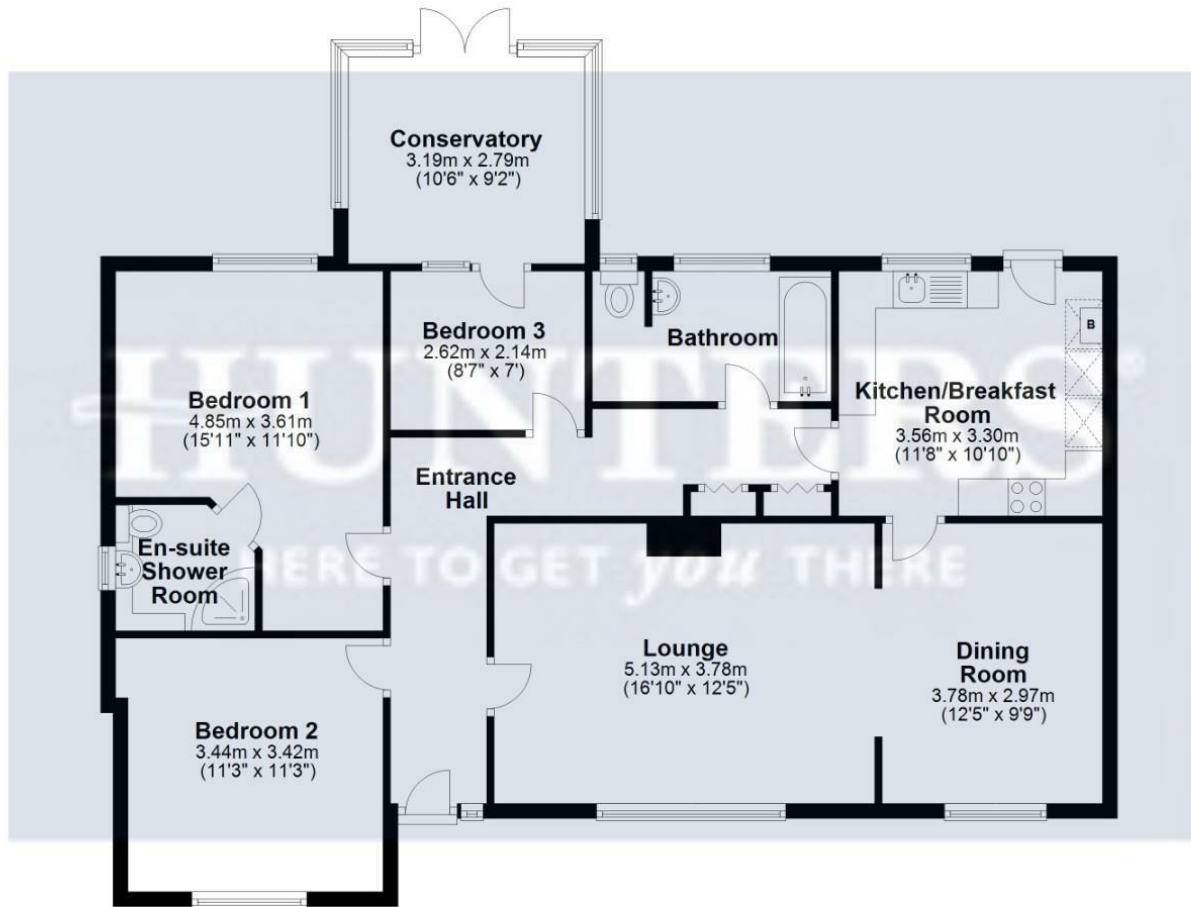 Conservatory
3.19m x 2.79m
(10'6" x 9'2")
Bedroom 3
2.62m x 2.14m
(8'7" x 7')
Bathroom
B
Kitchen/Breakfast
Room
3.56m x 3.30m
(11'8" x 10'10")
Bedroom 1
4.85m x 3.61m
(15'11" x 11'10")
HUNTERS®
HERE TO GET you THERE
Entrance
Hall
En-suite
Shower
Room
Lounge
5.13m x 3.78m
(16'10" x 12'5")
Dining
Room
3.78m x 2.97m
(12'5" x 9'9")
Bedroom 2
3.44m x 3.42m
(11'3" x 11'3")